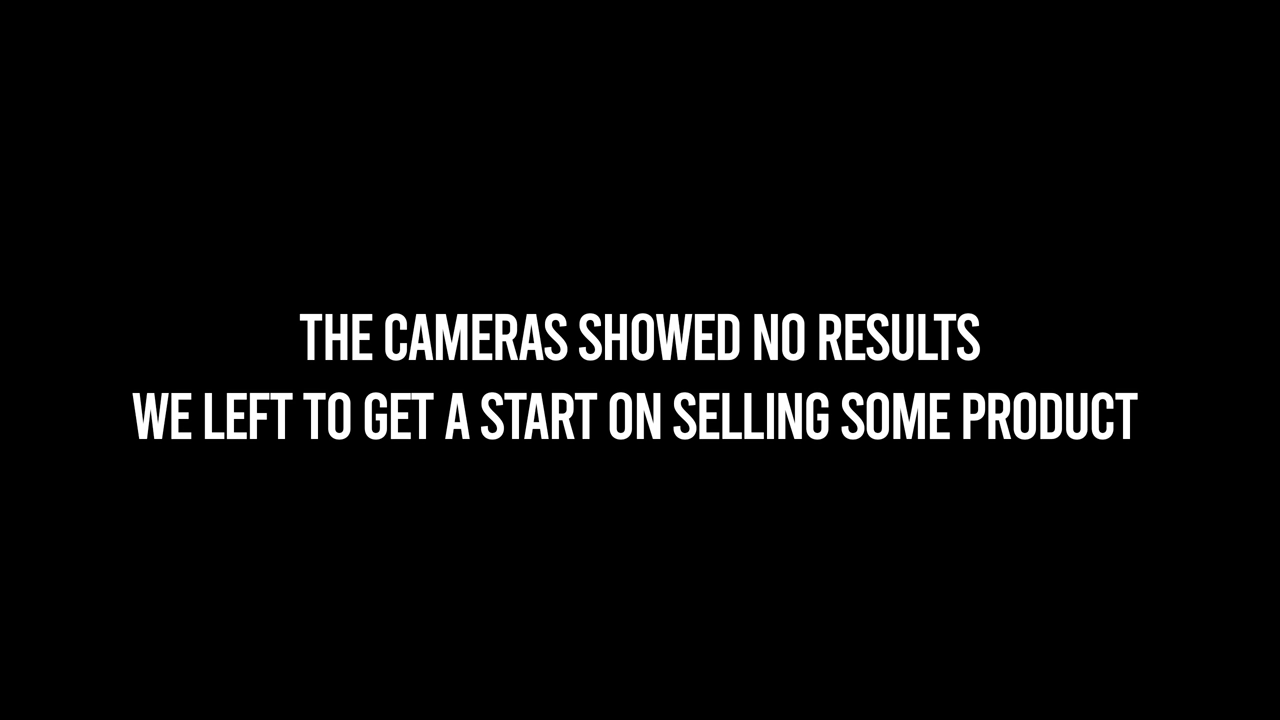 THE CAMERAS SHOWED NO RESULTS
WE LEFT TO GET A START ON SELLING SOME PRODUCT